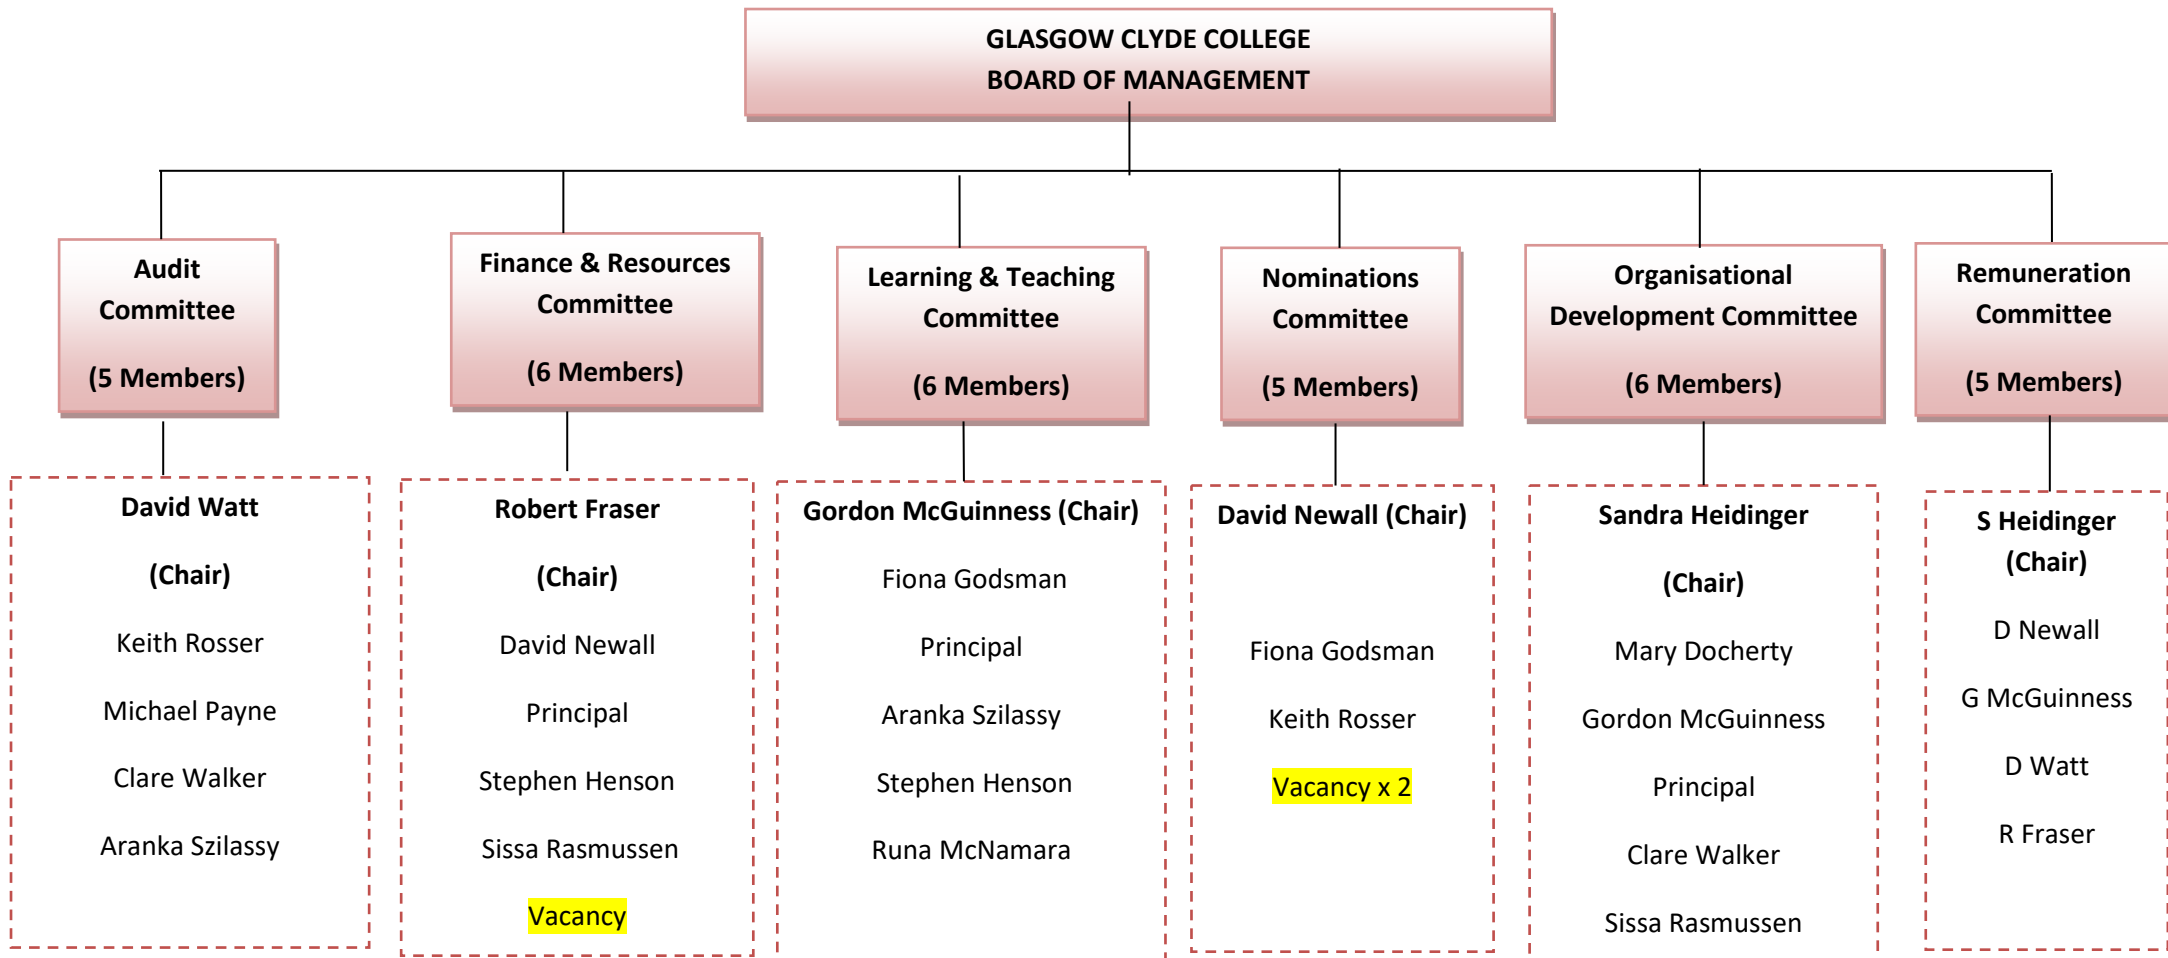 GLASGOW CLYDE COLLEGE
BOARD OF MANAGEMENT
Audit
Committee
(5 Members)
Finance & Resources
Committee
(6 Members)
Learning & Teaching
Committee
(6 Members)
Nominations
Committee
(5 Members)
Organisational
Development Committee
(6 Members)
Remuneration
Committee
(5 Members)
David Watt
(Chair)
Keith Rosser
Michael Payne
Clare Walker
Aranka Szilassy
Robert Fraser
(Chair)
David Newall
Principal
Stephen Henson
Sissa Rasmussen
Vacancy
Gordon McGuinness (Chair)
Fiona Godsman
Principal
Aranka Szilassy
Stephen Henson
Runa McNamara
David Newall (Chair)
Fiona Godsman
Keith Rosser
Vacancy x 2
Sandra Heidinger
(Chair)
Mary Docherty
Gordon McGuinness
Principal
Clare Walker
Sissa Rasmussen
S Heidinger
(Chair)
D Newall
G McGuinness
D Watt
R Fraser